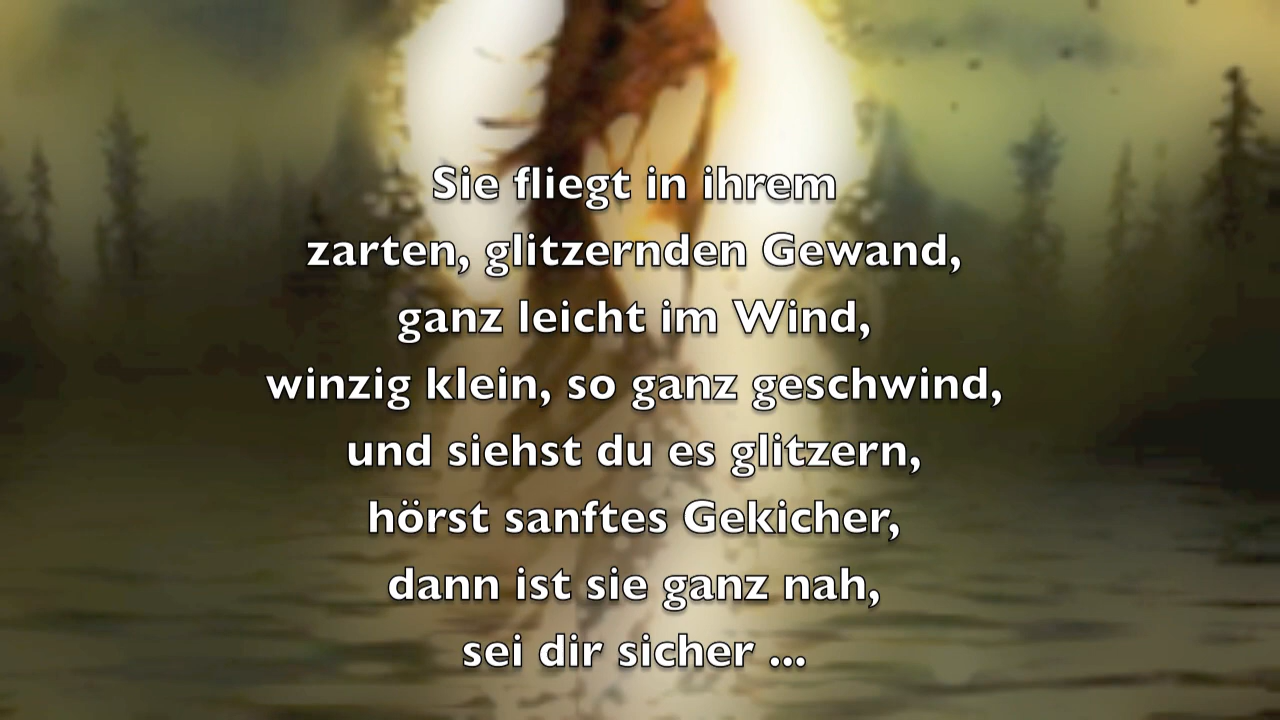 Sie fliegt in ihrem
zarten, glitzernden Gewand,
ganz leicht im Wind,
winzig klein, so ganz geschwind,
und siehst du es glitzern,
hörst sanftes Gekicher,
dann ist sie ganz nah,
sei dir sicher ...